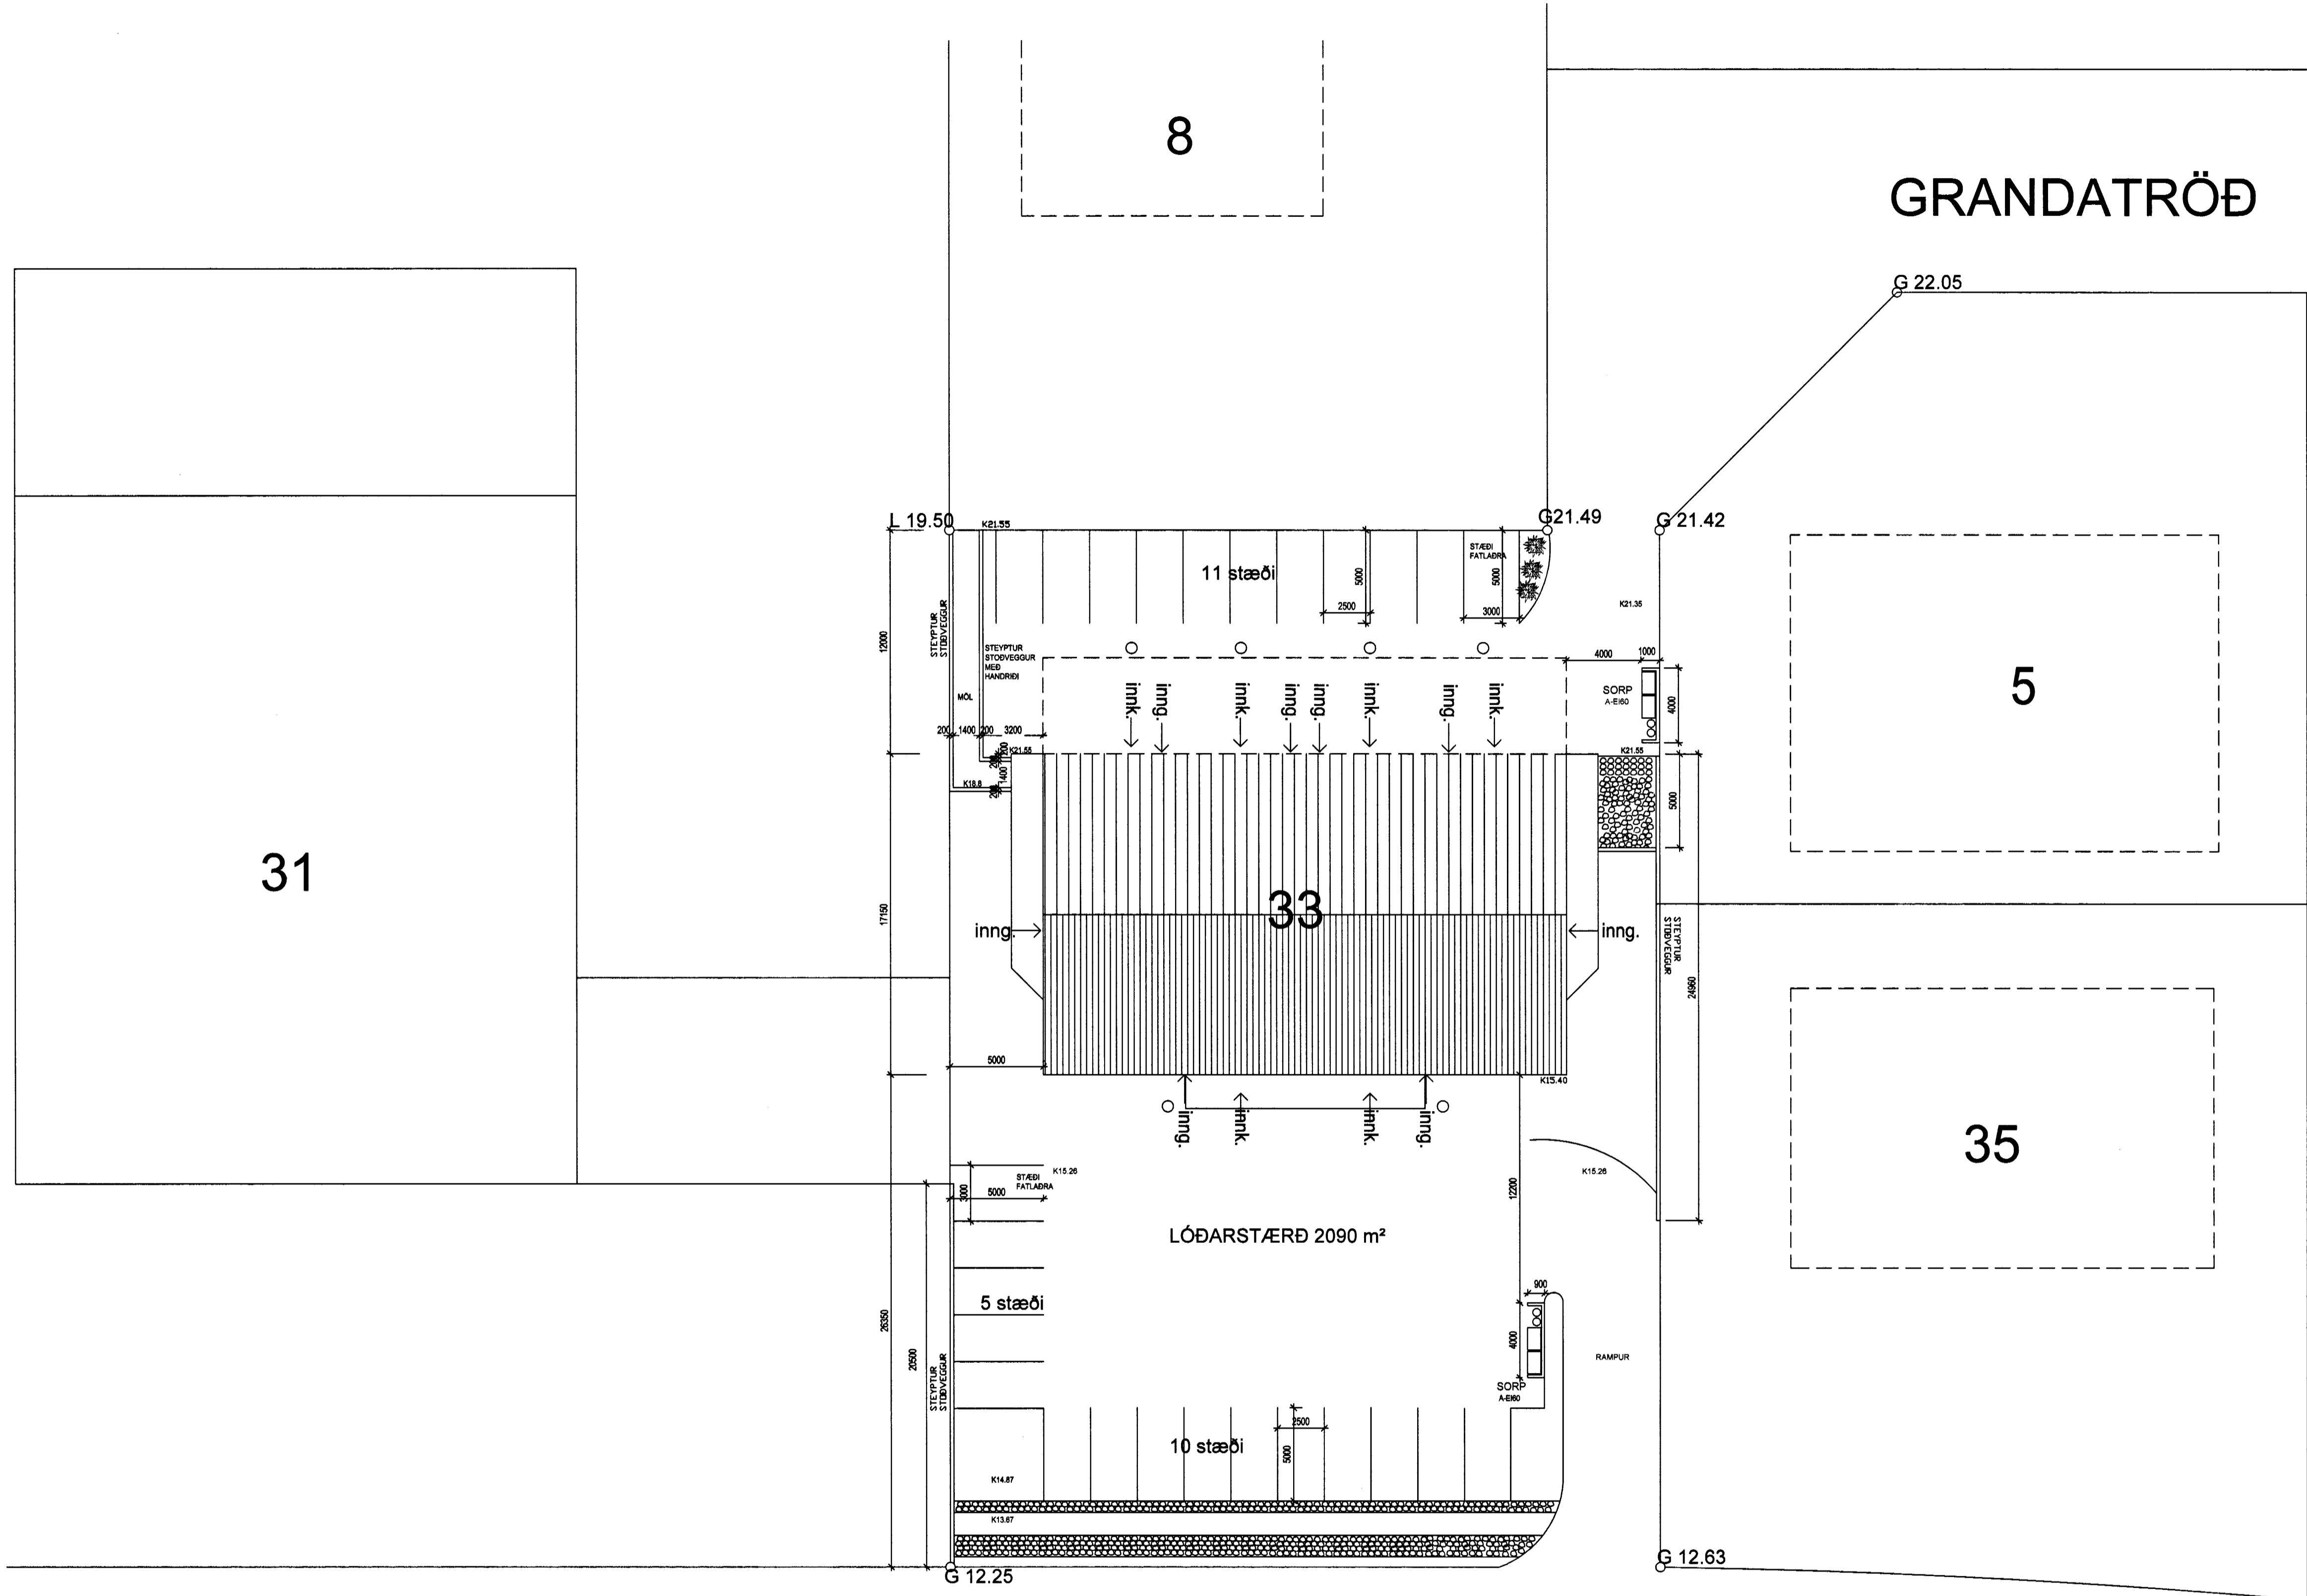 8
GRANDATRÖÐ
G 22.05
L 19.50
K21.55
G21.49
G 21.42
STÆÐI
FATLAÐRA
11 stæði
5000
5000
2500
3000
K21.35
12000
STEYPTUR
STOÐVEGGUR
STEYPTUR
STOÐVEGGUR
MEÐ
HANDRIÐI
MÖL
4000
1000
SORP
A-EI60
4000
5
innk.
inng.
innk.
inng.
inng.
innk.
inng.
innk.
200
1400
200
3200
K21.55
200
1400
200
K18.8
K21.55
5000
31
33
17150
inng.
inng.
STEYPTUR
STOÐVEGGUR
24960
5000
K15.40
inng.
innk.
innk.
inng.
35
K15.26
STÆÐI
FATLAÐRA
3000
5000
K15.26
12200
LÓÐARSTÆRÐ 2090 m²
900
5 stæði
26350
20500
4000
STEYPTUR
STOÐVEGGUR
RAMPUR
SORP
A-EI60
2500
10 stæði
5000
K14.87
K13.67
G 12.25
G 12.63